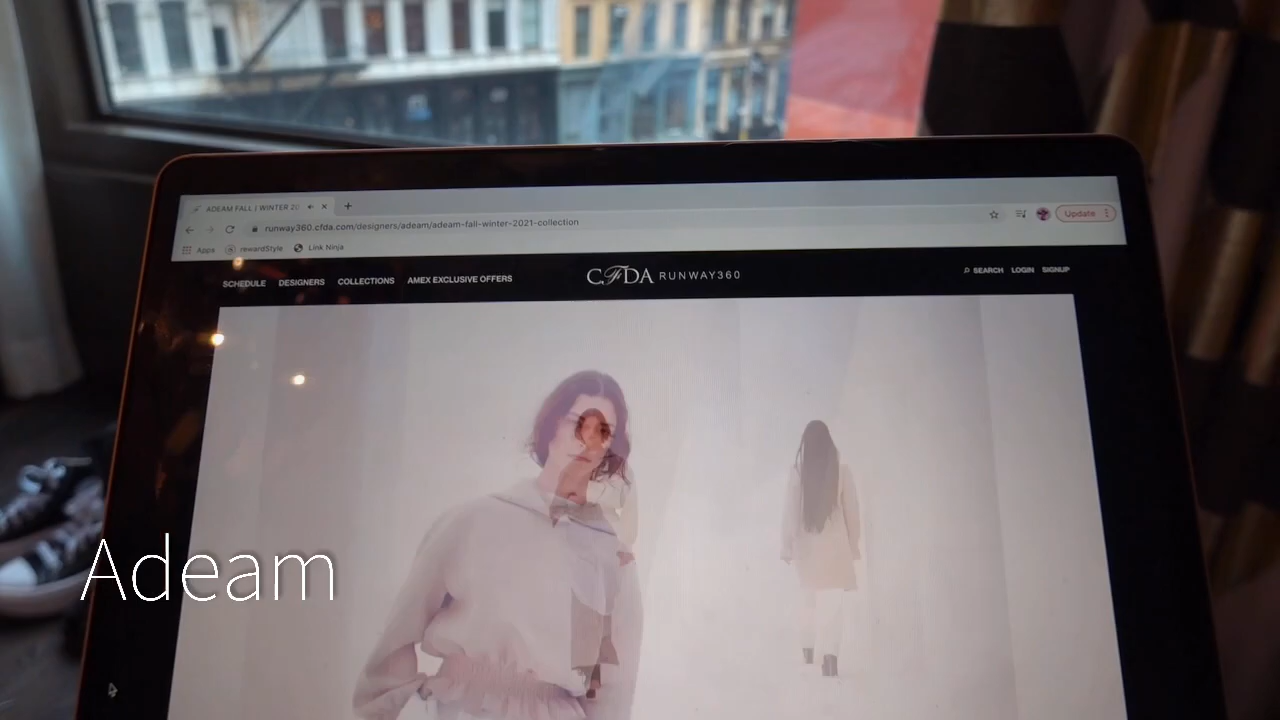 ADEAM FALL | WINTER 20
runway360.cfda.com/designers/adeam/adeam-fall-winter-2021-collection
Update
Apps rewardStyle Link Ninja
SCHEDULE DESIGNERS COLLECTIONS AMEX EXCLUSIVE OFFERS CFDA RUNWAY360 SEARCH LOGIN SIGNUP
Adeam